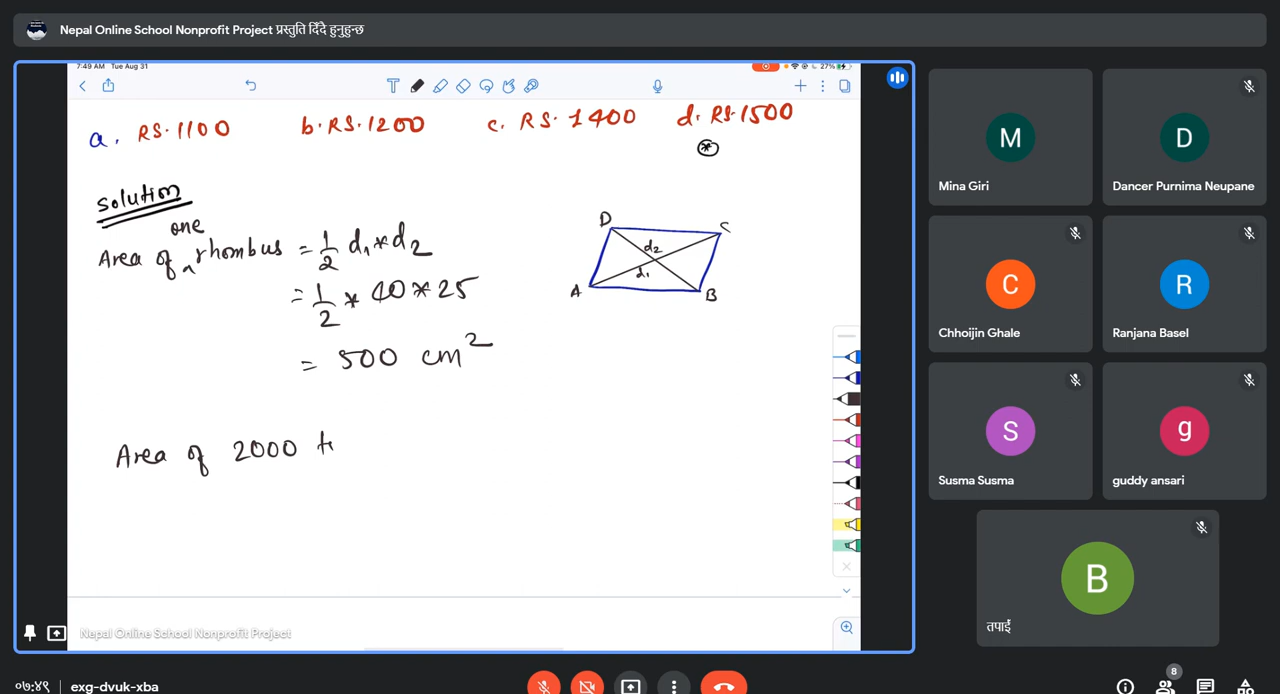 Nepal Online School Nonprofit Project प्रस्तुति दिँदै हुनुहुन्छ
7:49 AM Tue Aug 31
27%
T
a. RS.1100 b. RS.1200 c. RS.1400 d. RS.1500
solution
Area of one rhombus = 1/2 d1*d2
= 1/2 * 40 * 25
= 500 cm²
D C
d2
d1
A B
Area of 2000 t
Nepal Online School Nonprofit Project
M
Mina Giri
D
Dancer Purnima Neupane
C
Chhoijin Ghale
R
Ranjana Basel
S
Susma Susma
g
guddy ansari
B
तपाईं
०७:४९ | exg-dvuk-xba
8